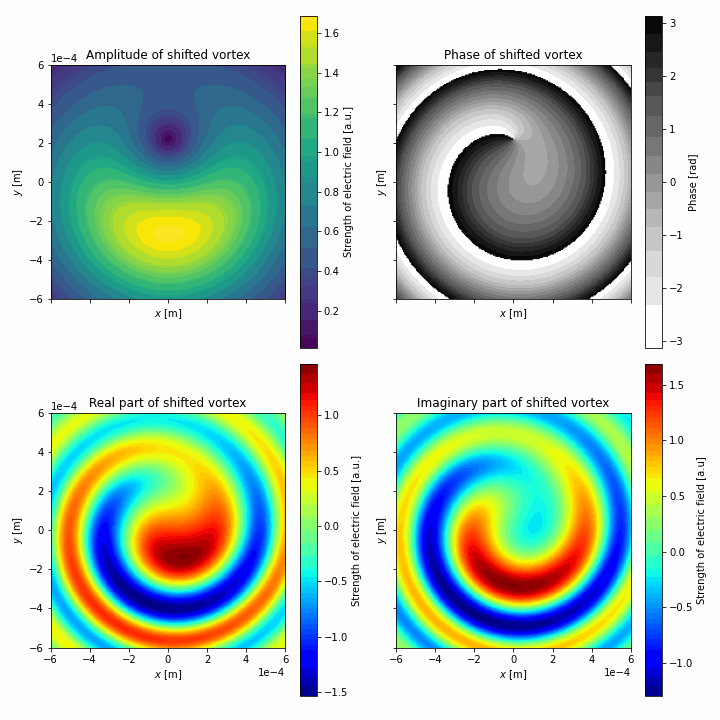 Amplitude of shifted vortex
1e−4
6
4
2
0
−2
−4
−6
y [m]
x [m]
1.6
1.4
1.2
1.0
0.8
0.6
0.4
0.2
Strength of electric field [a.u.]
Phase of shifted vortex
y [m]
x [m]
3
2
1
0
−1
−2
−3
Phase [rad]
Real part of shifted vortex
1e−4
6
4
2
0
−2
−4
−6
y [m]
−6 −4 −2 0 2 4 6
1e−4
x [m]
1.0
0.5
0.0
−0.5
−1.0
−1.5
Strength of electric field [a.u.]
Imaginary part of shifted vortex
y [m]
−6 −4 −2 0 2 4 6
1e−4
x [m]
1.5
1.0
0.5
0.0
−0.5
−1.0
Strength of electric field [a.u.]